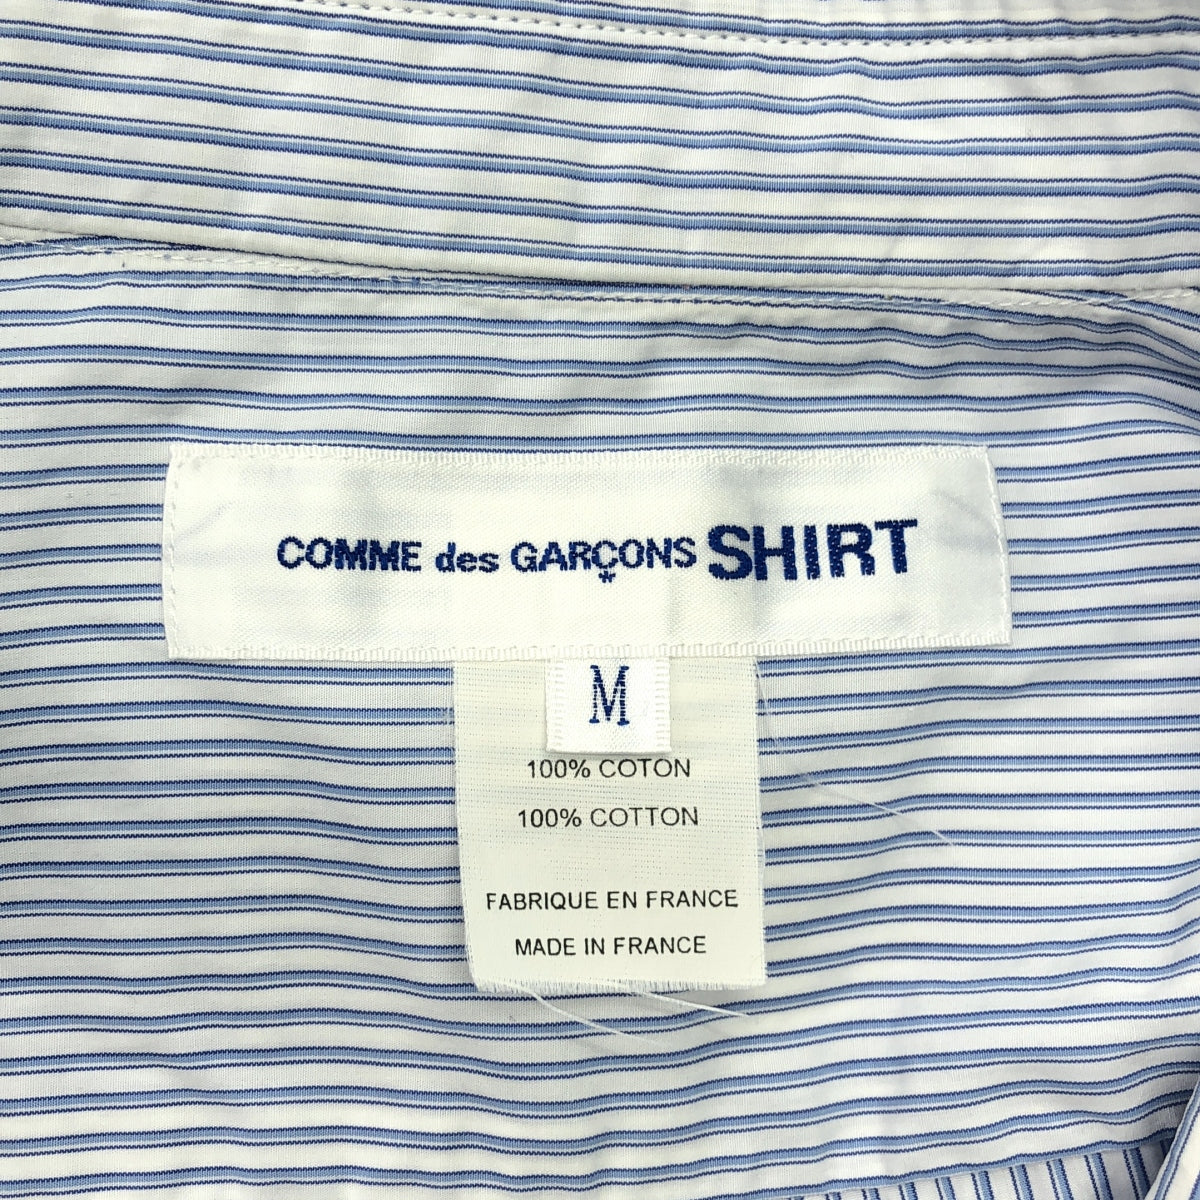 COMME des GARÇONS SHIRT
*
M
100% COTON
100% COTTON
FABRIQUE EN FRANCE
MADE IN FRANCE